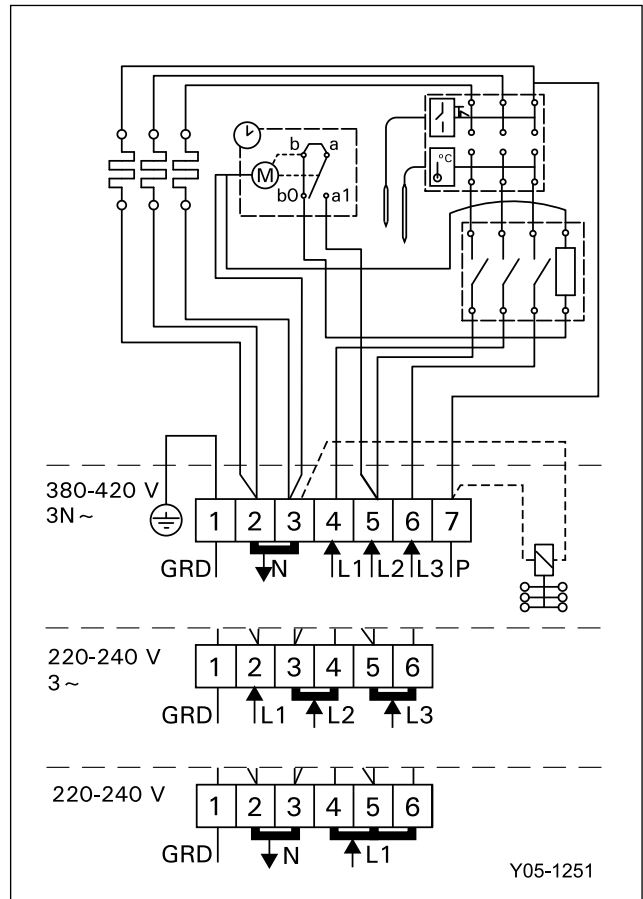 b a
M
b0 a1
°C
380-420 V
3N~
1 2 3 4 5 6 7
GRD N L1 L2 L3 P
220-240 V
3~
1 2 3 4 5 6
GRD L1 L2 L3
220-240 V
1 2 3 4 5 6
GRD N L1
Y05-1251